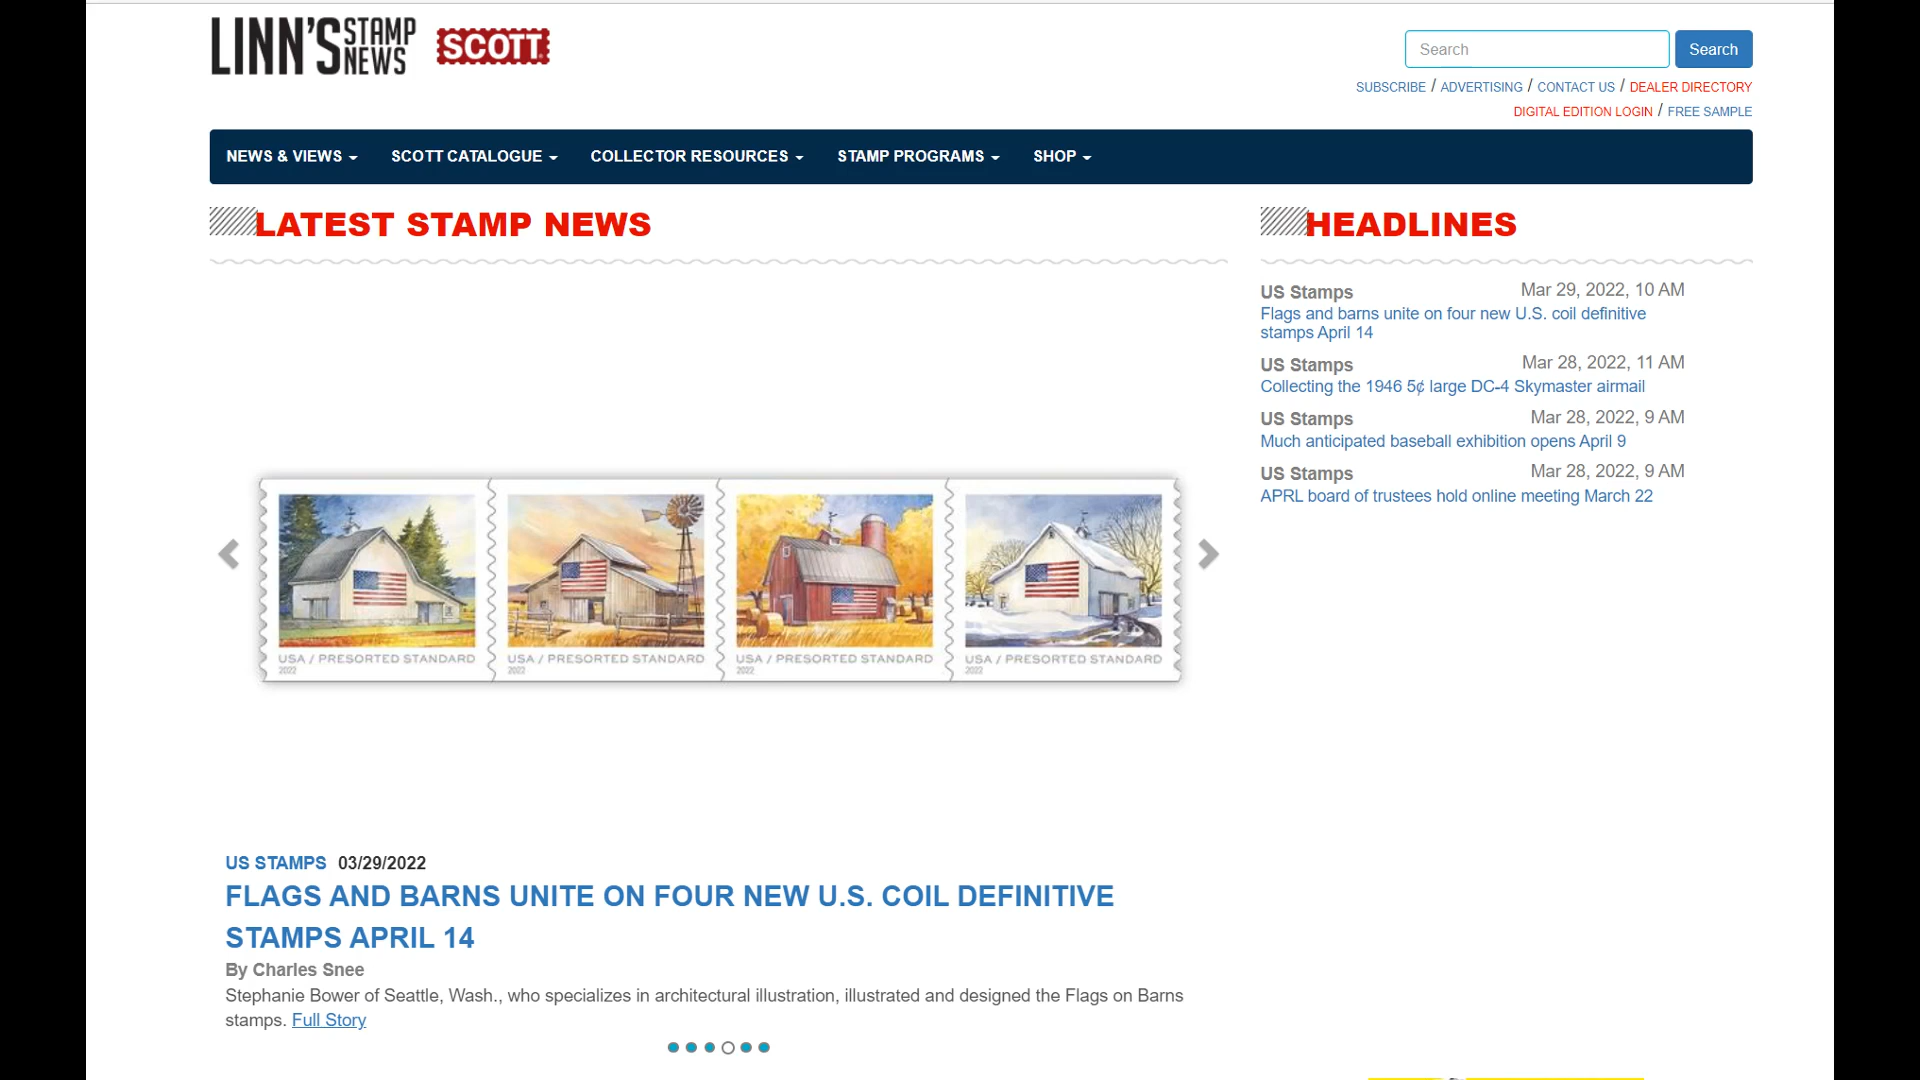 LINN'S STAMP NEWS
SCOTT
Search
Search
SUBSCRIBE / ADVERTISING / CONTACT US / DEALER DIRECTORY
DIGITAL EDITION LOGIN / FREE SAMPLE
NEWS & VIEWS SCOTT CATALOGUE COLLECTOR RESOURCES STAMP PROGRAMS SHOP
LATEST STAMP NEWS
USA / PRESORTED STANDARD
2022
USA / PRESORTED STANDARD
2022
USA / PRESORTED STANDARD
2022
USA / PRESORTED STANDARD
2022
US STAMPS 03/29/2022
FLAGS AND BARNS UNITE ON FOUR NEW U.S. COIL DEFINITIVE
STAMPS APRIL 14
By Charles Snee
Stephanie Bower of Seattle, Wash., who specializes in architectural illustration, illustrated and designed the Flags on Barns
stamps. Full Story
HEADLINES
US Stamps Mar 29, 2022, 10 AM
Flags and barns unite on four new U.S. coil definitive
stamps April 14
US Stamps Mar 28, 2022, 11 AM
Collecting the 1946 5¢ large DC-4 Skymaster airmail
US Stamps Mar 28, 2022, 9 AM
Much anticipated baseball exhibition opens April 9
US Stamps Mar 28, 2022, 9 AM
APRL board of trustees hold online meeting March 22